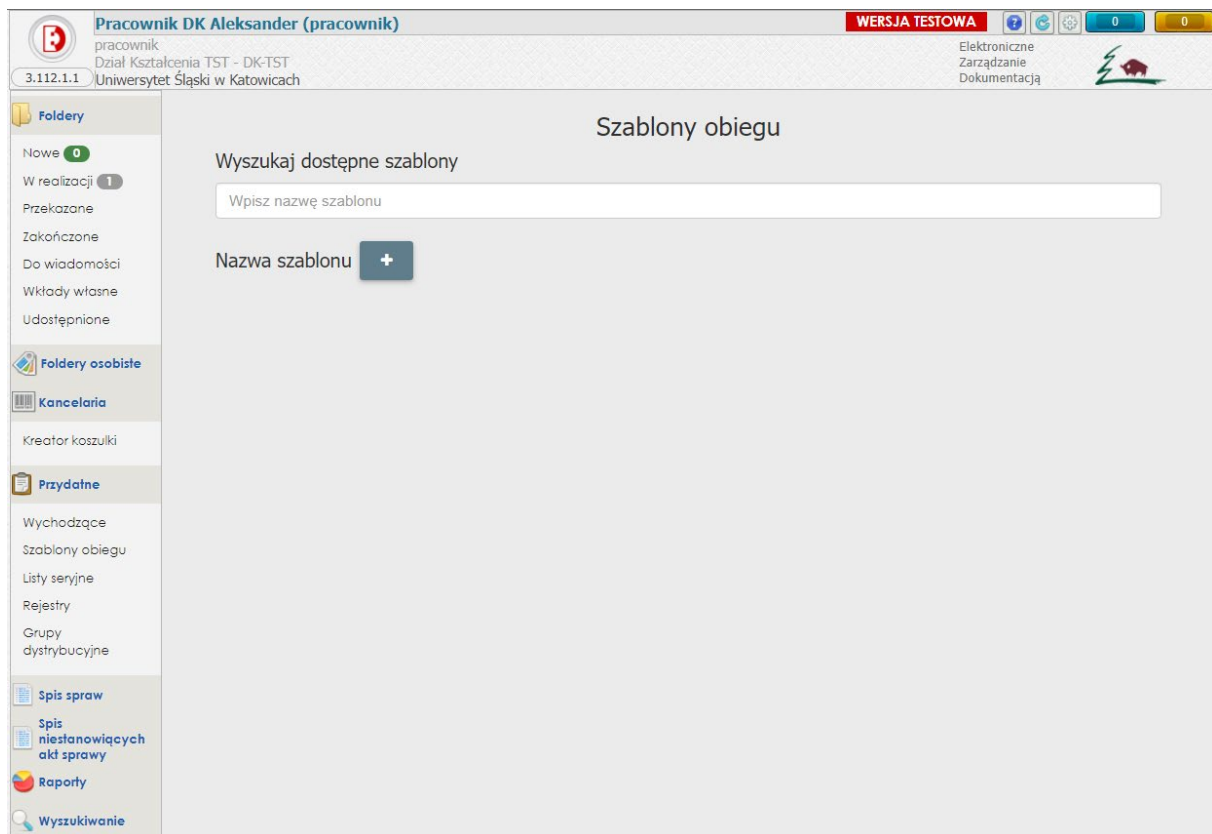 Pracownik DK Aleksander (pracownik)
WERSJA TESTOWA
0
0
pracownik
Dział Kształcenia TST - DK-TST
3.112.1.1
Uniwersytet Śląski w Katowicach
Elektroniczne
Zarządzanie
Dokumentacją
Foldery
Nowe 0
W realizacji 1
Przekazane
Zakończone
Do wiadomości
Wkłady własne
Udostępnione
Foldery osobiste
Kancelaria
Kreator koszulki
Przydatne
Wychodzące
Szablony obiegu
Listy seryjne
Rejestry
Grupy
dystrybucyjne
Spis spraw
Spis
niestanowiących
akt sprawy
Raporty
Wyszukiwanie
Szablony obiegu
Wyszukaj dostępne szablony
Wpisz nazwę szablonu
Nazwa szablonu +